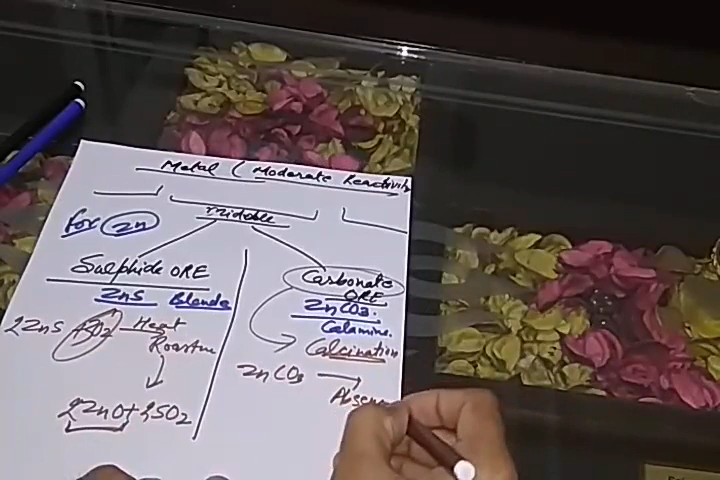 Metal ( Moderate Reactivity
Middle
for Zn
Sulphide ORE
ZnS Blende
2ZnS + 3O2 Heat
Roasting
2ZnO + 2SO2
Carbonate
ORE
ZnCO3.
Calamine.
Calcination
ZnCO3 →
Absen